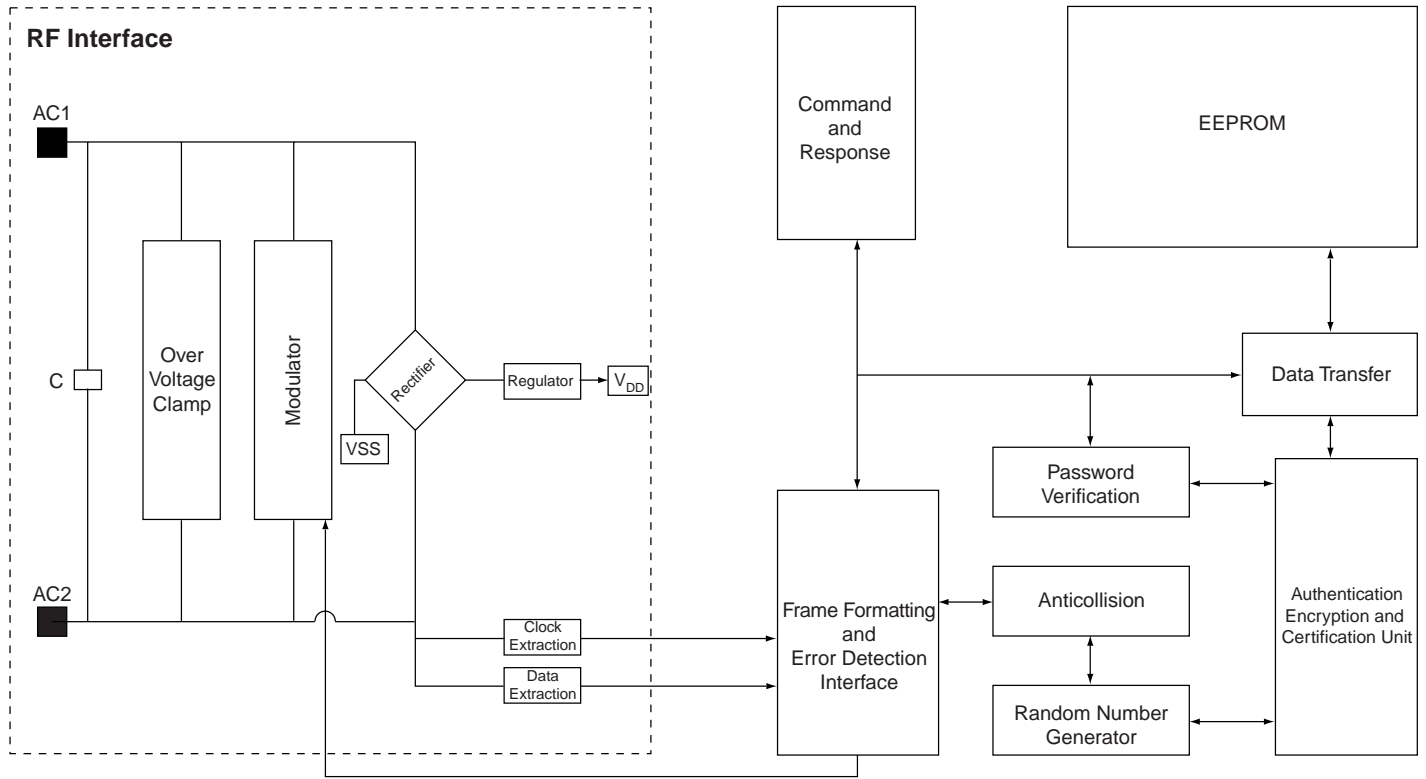 RF Interface
AC1
C
AC2
Over
Voltage
Clamp
Modulator
Rectifier
VSS
Regulator
VDD
Clock
Extraction
Data
Extraction
Command
and
Response
EEPROM
Data Transfer
Password
Verification
Frame Formatting
and
Error Detection
Interface
Anticollision
Random Number
Generator
Authentication
Encryption and
Certification Unit